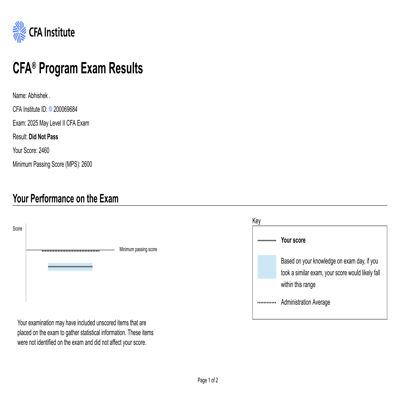 CFA Institute
CFA® Program Exam Results
Name: Abhishek .
CFA Institute ID: 200069684
Exam: 2025 May Level II CFA Exam
Result: Did Not Pass
Your Score: 2460
Minimum Passing Score (MPS): 2600
Your Performance on the Exam
Score
Minimum passing score
Your examination may have included unscored items that are
placed on the exam to gather statistical information. These items
were not identified on the exam and did not affect your score.
Key
Your score
Based on your knowledge on exam day, if you
took a similar exam, your score would likely fall
within this range
Administration Average
Page 1 of 2